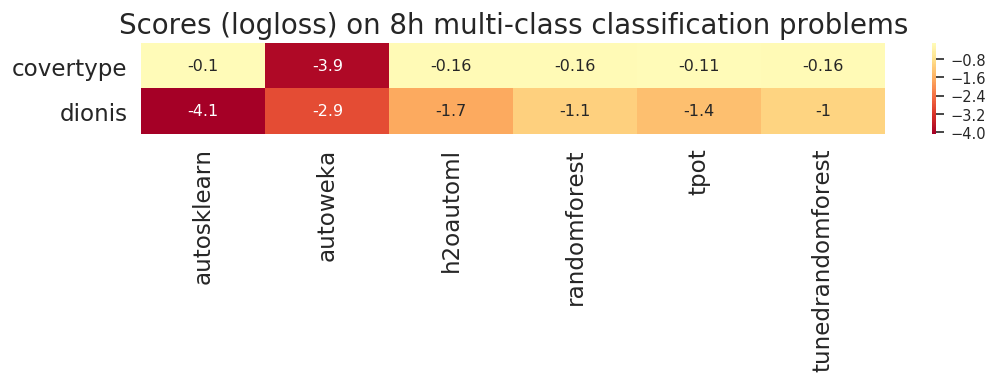 Scores (logloss) on 8h multi-class classification problems
covertype -0.1 -3.9 -0.16 -0.16 -0.11 -0.16
dionis -4.1 -2.9 -1.7 -1.1 -1.4 -1
−0.8
−1.6
−2.4
−3.2
−4.0
autosklearn
autoweka
h2oautoml
randomforest
tpot
tunedrandomforest